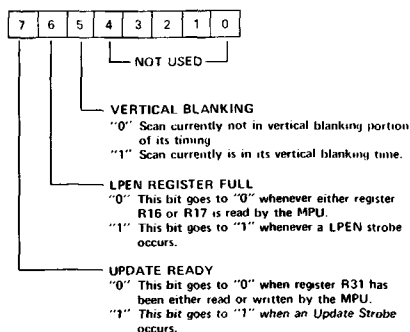 7 6 5 4 3 2 1 0
NOT USED
VERTICAL BLANKING
"0" Scan currently not in vertical blanking portion
of its timing
"1" Scan currently is in its vertical blanking time.
LPEN REGISTER FULL
"0" This bit goes to "0" whenever either register
R16 or R17 is read by the MPU.
"1" This bit goes to "1" whenever a LPEN strobe
occurs.
UPDATE READY
"0" This bit goes to "0" when register R31 has
been either read or written by the MPU.
"1" This bit goes to "1" when an Update Strobe
occurs.